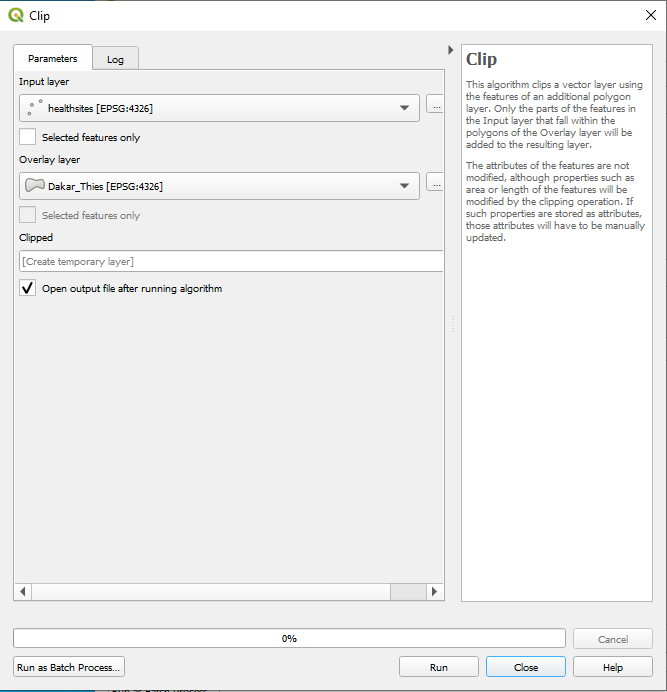 Clip
Parameters
Log
Input layer
healthsites [EPSG:4326]
...
Selected features only
Overlay layer
Dakar_Thies [EPSG:4326]
...
Selected features only
Clipped
[Create temporary layer]
Open output file after running algorithm
Clip
This algorithm clips a vector layer using
the features of an additional polygon
layer. Only the parts of the features in
the Input layer that fall within the
polygons of the Overlay layer will be
added to the resulting layer.
The attributes of the features are not
modified, although properties such as
area or length of the features will be
modified by the clipping operation. If
such properties are stored as attributes,
those attributes will have to be manually
updated.
0%
Cancel
Run as Batch Process...
Run
Close
Help